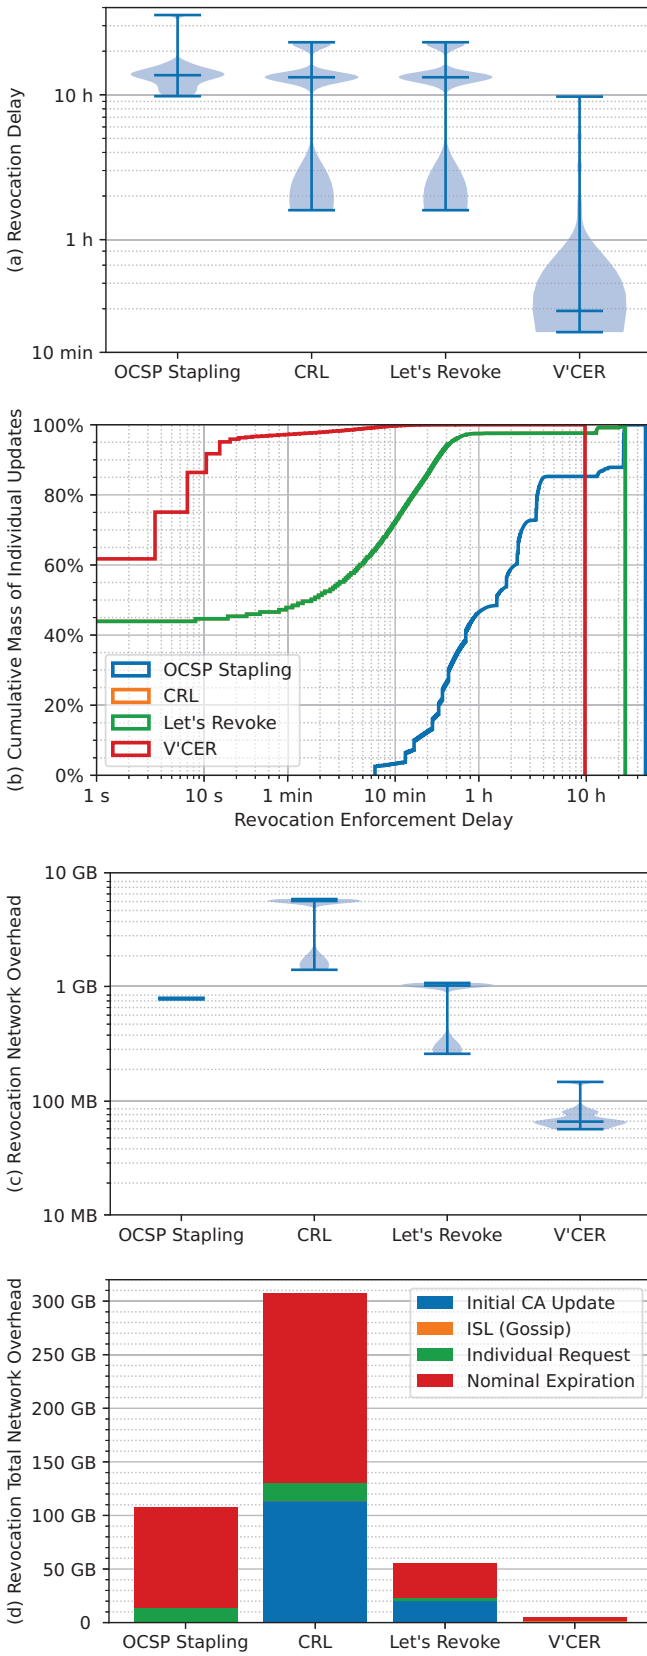 (a) Revocation Delay
10 h
1 h
10 min
OCSP Stapling CRL Let's Revoke V'CER
(b) Cumulative Mass of Individual Updates
100%
80%
60%
40%
20%
0%
OCSP Stapling
CRL
Let's Revoke
V'CER
1 s 10 s 1 min 10 min 1 h 10 h
Revocation Enforcement Delay
(c) Revocation Network Overhead
10 GB
1 GB
100 MB
10 MB
OCSP Stapling CRL Let's Revoke V'CER
(d) Revocation Total Network Overhead
300 GB
250 GB
200 GB
150 GB
100 GB
50 GB
0
Initial CA Update
ISL (Gossip)
Individual Request
Nominal Expiration
OCSP Stapling CRL Let's Revoke V'CER